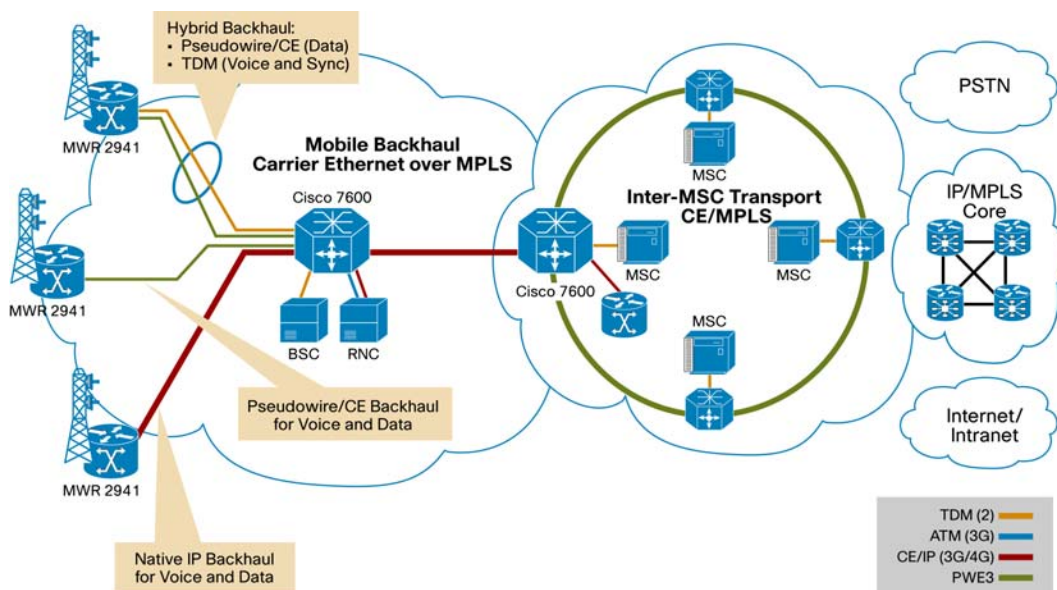 Hybrid Backhaul:
• Pseudowire/CE (Data)
• TDM (Voice and Sync)
MWR 2941
Mobile Backhaul
Carrier Ethernet over MPLS
Cisco 7600
MWR 2941
BSC
RNC
Pseudowire/CE Backhaul
for Voice and Data
MWR 2941
Native IP Backhaul
for Voice and Data
MSC
Inter-MSC Transport
CE/MPLS
MSC
MSC
Cisco 7600
MSC
PSTN
IP/MPLS
Core
Internet/
Intranet
TDM (2)
ATM (3G)
CE/IP (3G/4G)
PWE3